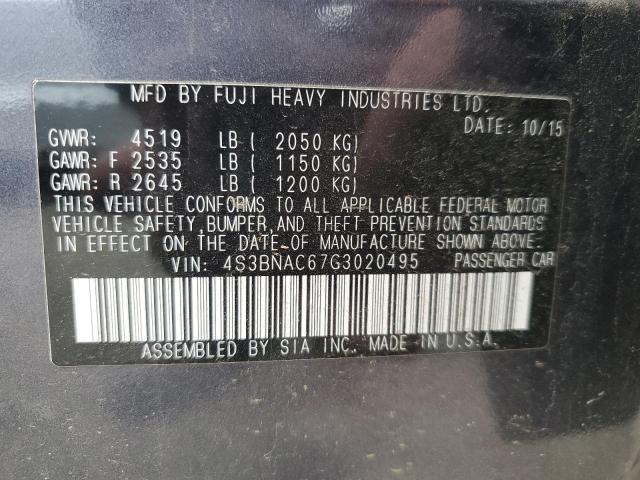 MFD BY FUJI HEAVY INDUSTRIES LTD.
DATE: 10/15
GVWR: 4519 LB ( 2050 KG)
GAWR: F 2535 LB ( 1150 KG)
GAWR: R 2645 LB ( 1200 KG)
THIS VEHICLE CONFORMS TO ALL APPLICABLE FEDERAL MOTOR
VEHICLE SAFETY, BUMPER, AND THEFT PREVENTION STANDARDS
IN EFFECT ON THE DATE OF MANUFACTURE SHOWN ABOVE.
VIN: 4S3BNAC67G3020495 PASSENGER CAR
ASSEMBLED BY SIA INC. MADE IN U.S.A.